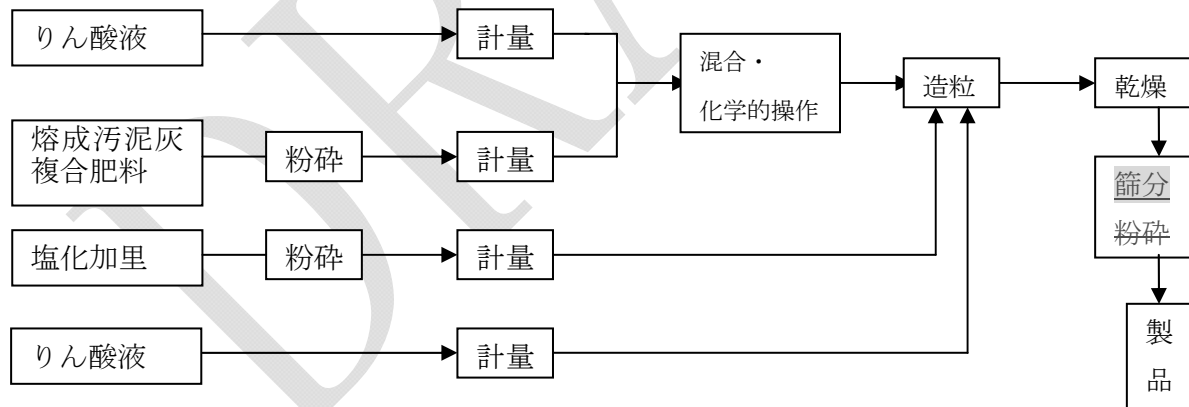 りん酸液
計量
混合・
化学的操作
造粒
乾燥
熔成汚泥灰
複合肥料
粉砕
計量
篩分
粉砕
塩化加里
粉砕
計量
りん酸液
計量
製
品
DRA